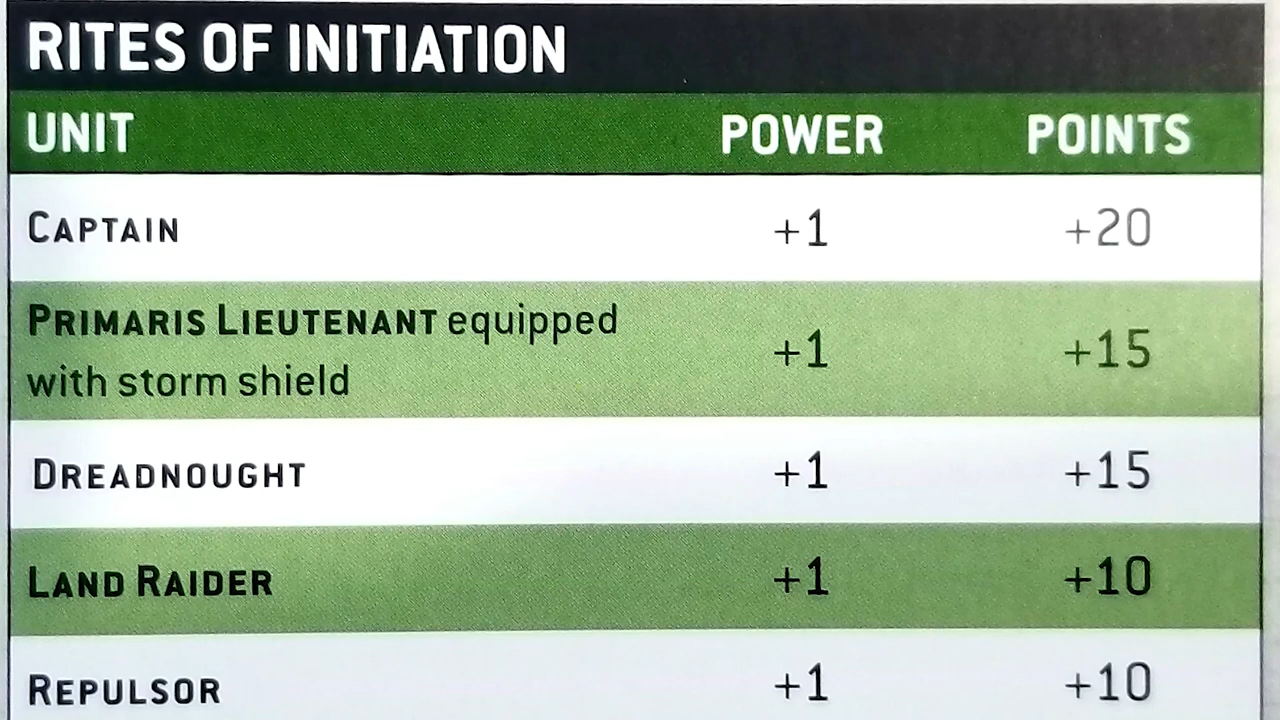 RITES OF INITIATION
UNIT POWER POINTS
CAPTAIN +1 +20
PRIMARIS LIEUTENANT equipped
with storm shield +1 +15
DREADNOUGHT +1 +15
LAND RAIDER +1 +10
REPULSOR +1 +10